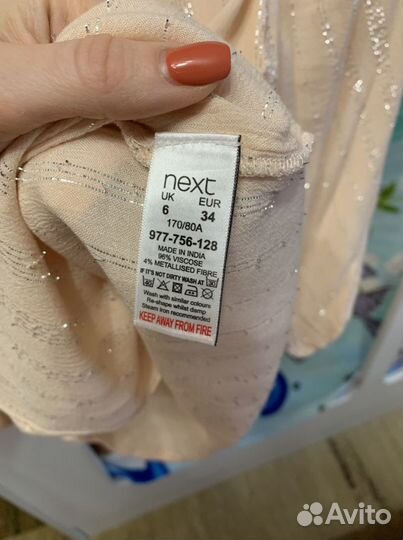 next
UK EUR
6 34
170/80A
977-756-128
MADE IN INDIA
96% VISCOSE
4% METALLISED FIBRE
IF IT'S NOT DIRTY WASH AT 30
30
Wash with similar colours
Re-shape whilst damp
Steam iron recommended
KEEP AWAY FROM FIRE
Avito